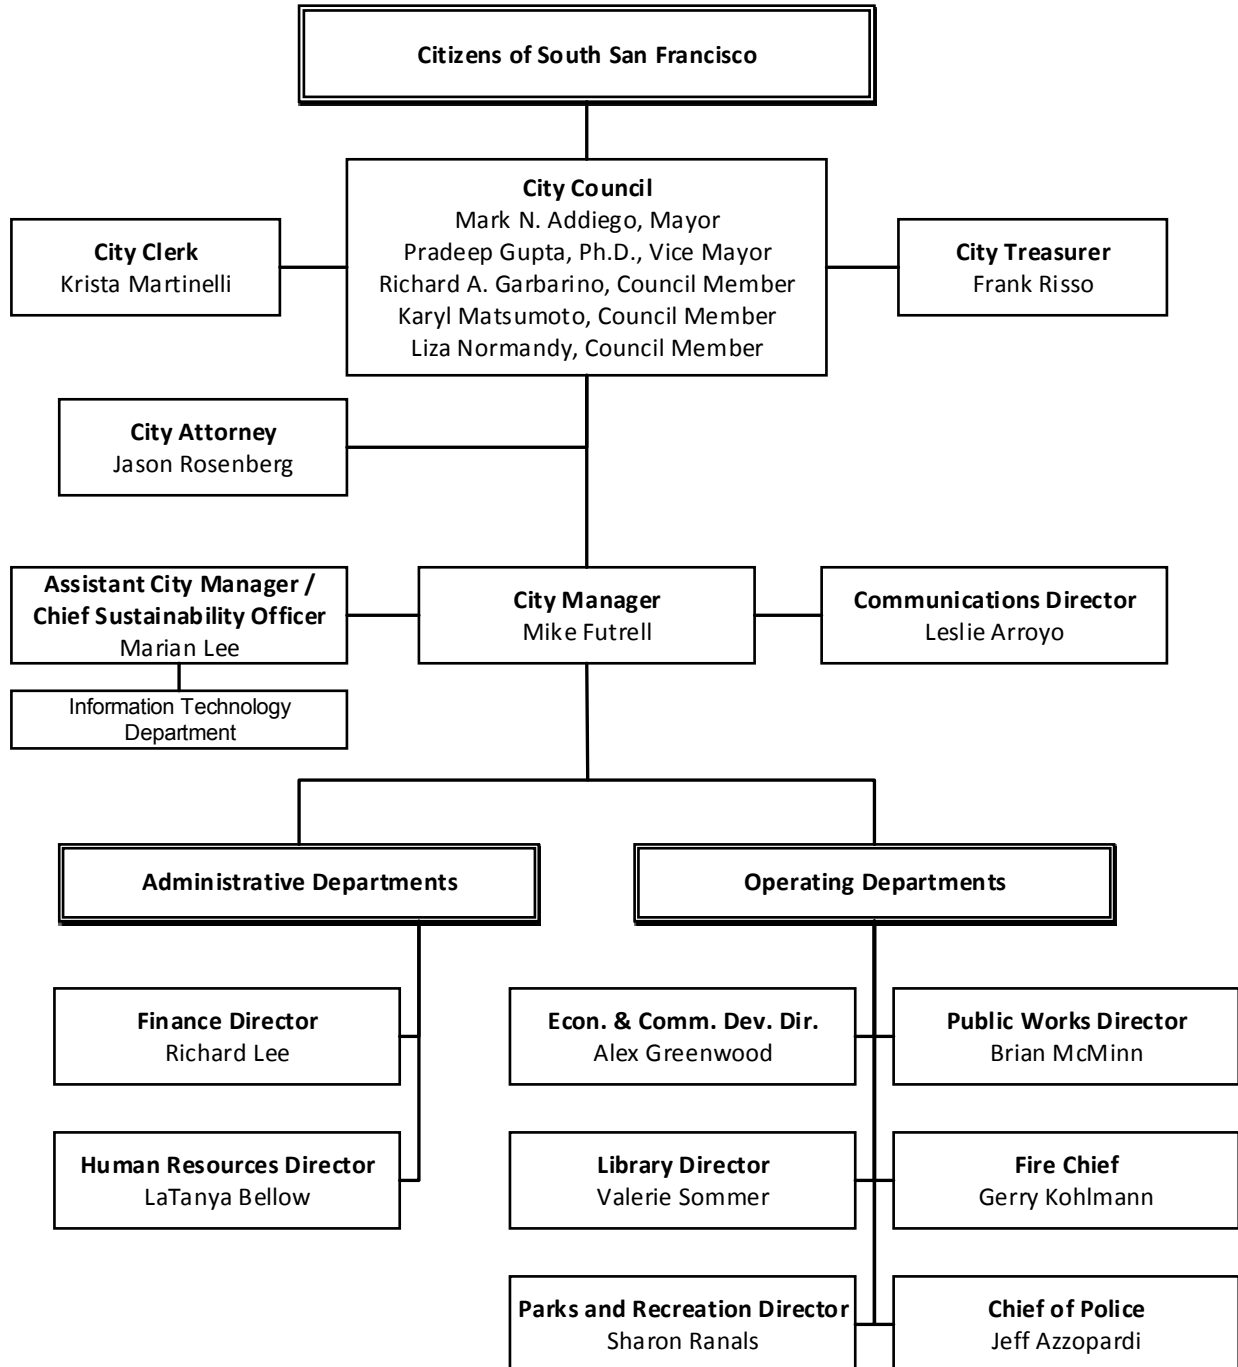 Citizens of South San Francisco
City Council
Mark N. Addiego, Mayor
Pradeep Gupta, Ph.D., Vice Mayor
Richard A. Garbarino, Council Member
Karyl Matsumoto, Council Member
Liza Normandy, Council Member
City Clerk
Krista Martinelli
City Treasurer
Frank Risso
City Attorney
Jason Rosenberg
Assistant City Manager /
Chief Sustainability Officer
Marian Lee
City Manager
Mike Futrell
Communications Director
Leslie Arroyo
Information Technology
Department
Administrative Departments
Operating Departments
Finance Director
Richard Lee
Econ. & Comm. Dev. Dir.
Alex Greenwood
Public Works Director
Brian McMinn
Human Resources Director
LaTanya Bellow
Library Director
Valerie Sommer
Fire Chief
Gerry Kohlmann
Parks and Recreation Director
Sharon Ranals
Chief of Police
Jeff Azzopardi